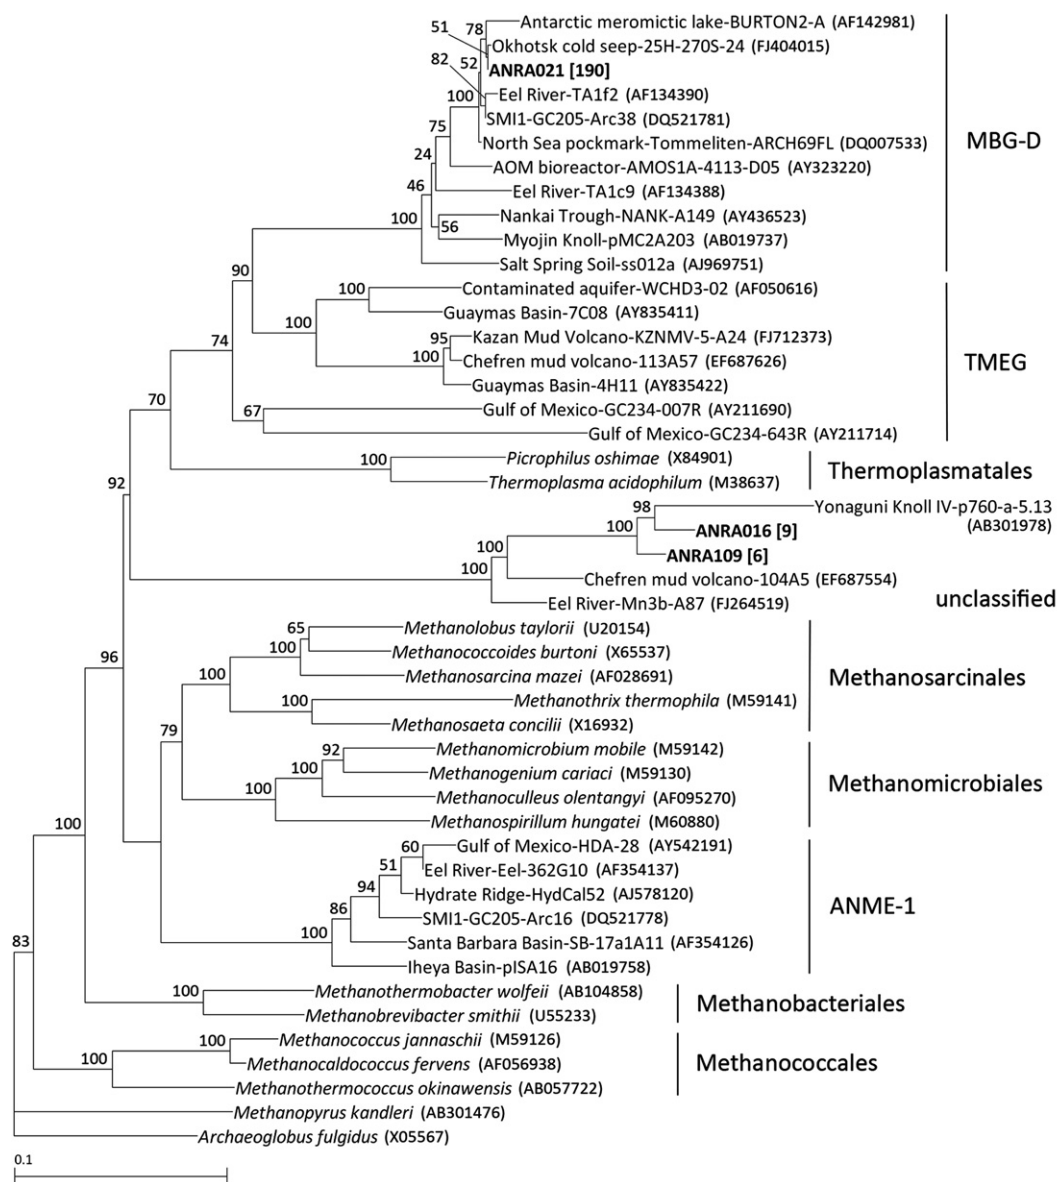 Antarctic meromictic lake-BURTON2-A (AF142981)
51
78
Okhotsk cold seep-25H-270S-24 (FJ404015)
82
52
ANRA021 [190]
Eel River-TA1f2 (AF134390)
100
SMI1-GC205-Arc38 (DQ521781)
MBG-D
75
North Sea pockmark-Tommeliten-ARCH69FL (DQ007533)
24
AOM bioreactor-AMOS1A-4113-D05 (AY323220)
46
Eel River-TA1c9 (AF134388)
100
Nankai Trough-NANK-A149 (AY436523)
56
Myojin Knoll-pMC2A203 (AB019737)
Salt Spring Soil-ss012a (AJ969751)
90
100
Contaminated aquifer-WCHD3-02 (AF050616)
Guaymas Basin-7C08 (AY835411)
100
95
Kazan Mud Volcano-KZNMV-5-A24 (FJ712373)
74
100
Chefren mud volcano-113A57 (EF687626)
TMEG
Guaymas Basin-4H11 (AY835422)
70
67
Gulf of Mexico-GC234-007R (AY211690)
Gulf of Mexico-GC234-643R (AY211714)
100
Picrophilus oshimae (X84901)
Thermoplasmatales
Thermoplasma acidophilum (M38637)
92
98
Yonaguni Knoll IV-p760-a-5.13
(AB301978)
100
ANRA016 [9]
100
ANRA109 [6]
100
Chefren mud volcano-104A5 (EF687554)
unclassified
Eel River-Mn3b-A87 (FJ264519)
65
Methanolobus taylorii (U20154)
100
Methanococcoides burtoni (X65537)
96
100
Methanosarcina mazei (AF028691)
Methanosarcinales
100
Methanothrix thermophila (M59141)
Methanosaeta concilii (X16932)
79
92
Methanomicrobium mobile (M59142)
100
Methanogenium cariaci (M59130)
Methanomicrobiales
100
Methanoculleus olentangyi (AF095270)
Methanospirillum hungatei (M60880)
100
60
Gulf of Mexico-HDA-28 (AY542191)
51
Eel River-Eel-362G10 (AF354137)
94
Hydrate Ridge-HydCal52 (AJ578120)
ANME-1
86
SMI1-GC205-Arc16 (DQ521778)
100
Santa Barbara Basin-SB-17a1A11 (AF354126)
Iheya Basin-pISA16 (AB019758)
83
100
Methanothermobacter wolfeii (AB104858)
Methanobacteriales
Methanobrevibacter smithii (U55233)
100
Methanococcus jannaschii (M59126)
100
Methanocaldococcus fervens (AF056938)
Methanococcales
Methanothermococcus okinawensis (AB057722)
Methanopyrus kandleri (AB301476)
Archaeoglobus fulgidus (X05567)
0.1